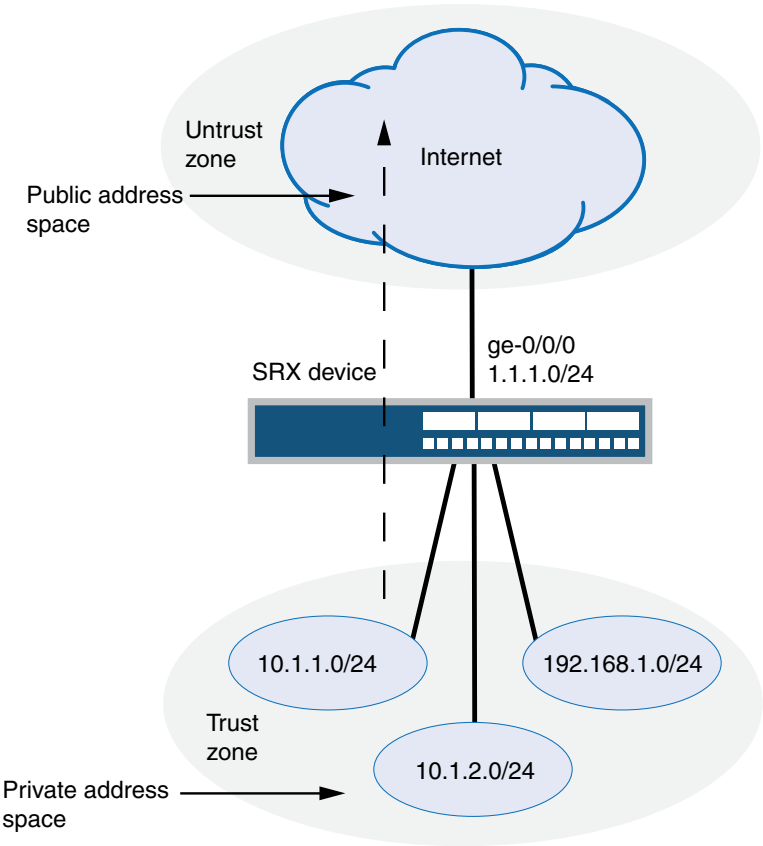 Untrust
zone
Internet
Public address
space
ge-0/0/0
1.1.1.0/24
SRX device
10.1.1.0/24
192.168.1.0/24
Trust
zone
10.1.2.0/24
Private address
space